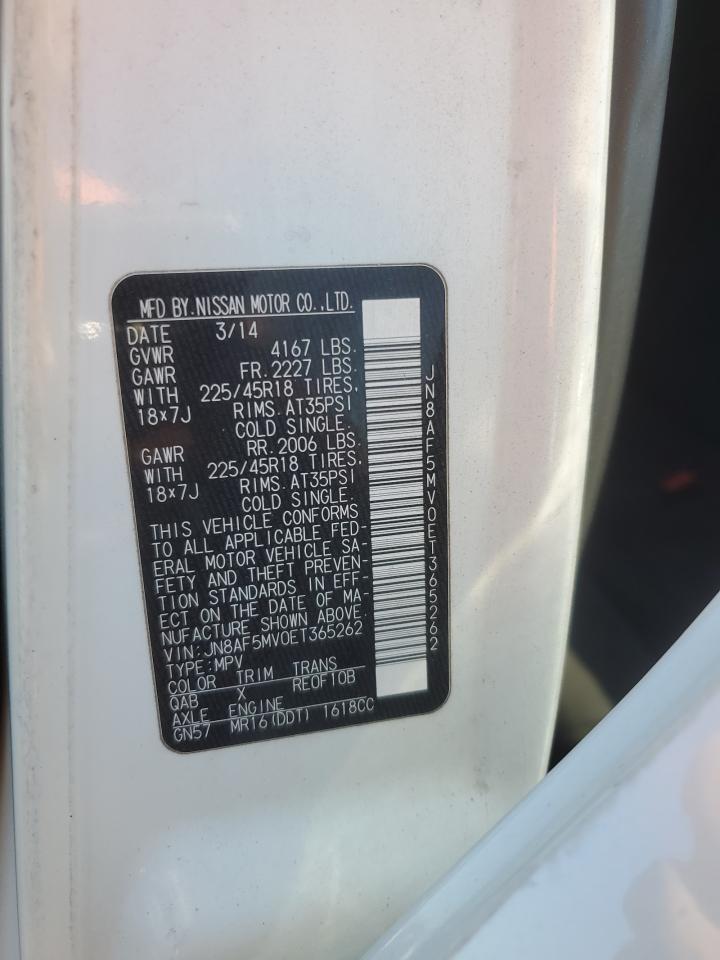 MFD BY.NISSAN MOTOR CO.,LTD.
DATE 3/14
GVWR 4167 LBS.
GAWR FR. 2227 LBS.
WITH 225/45R18 TIRES,
18×7J RIMS. AT35PSI
COLD SINGLE.
GAWR RR. 2006 LBS.
WITH 225/45R18 TIRES,
18×7J RIMS. AT35PSI
COLD SINGLE.
THIS VEHICLE CONFORMS
TO ALL APPLICABLE FED-
ERAL MOTOR VEHICLE SA-
FETY AND THEFT PREVEN-
TION STANDARDS IN EFF-
ECT ON THE DATE OF MA-
NUFACTURE SHOWN ABOVE.
VIN:JN8AF5MV0ET365262
TYPE:MPV
COLOR TRIM TRANS
QAB X RE0F10B
AXLE ENGINE
GN57 MR16(DDT) 1618CC
JN8AF5MV0ET365262